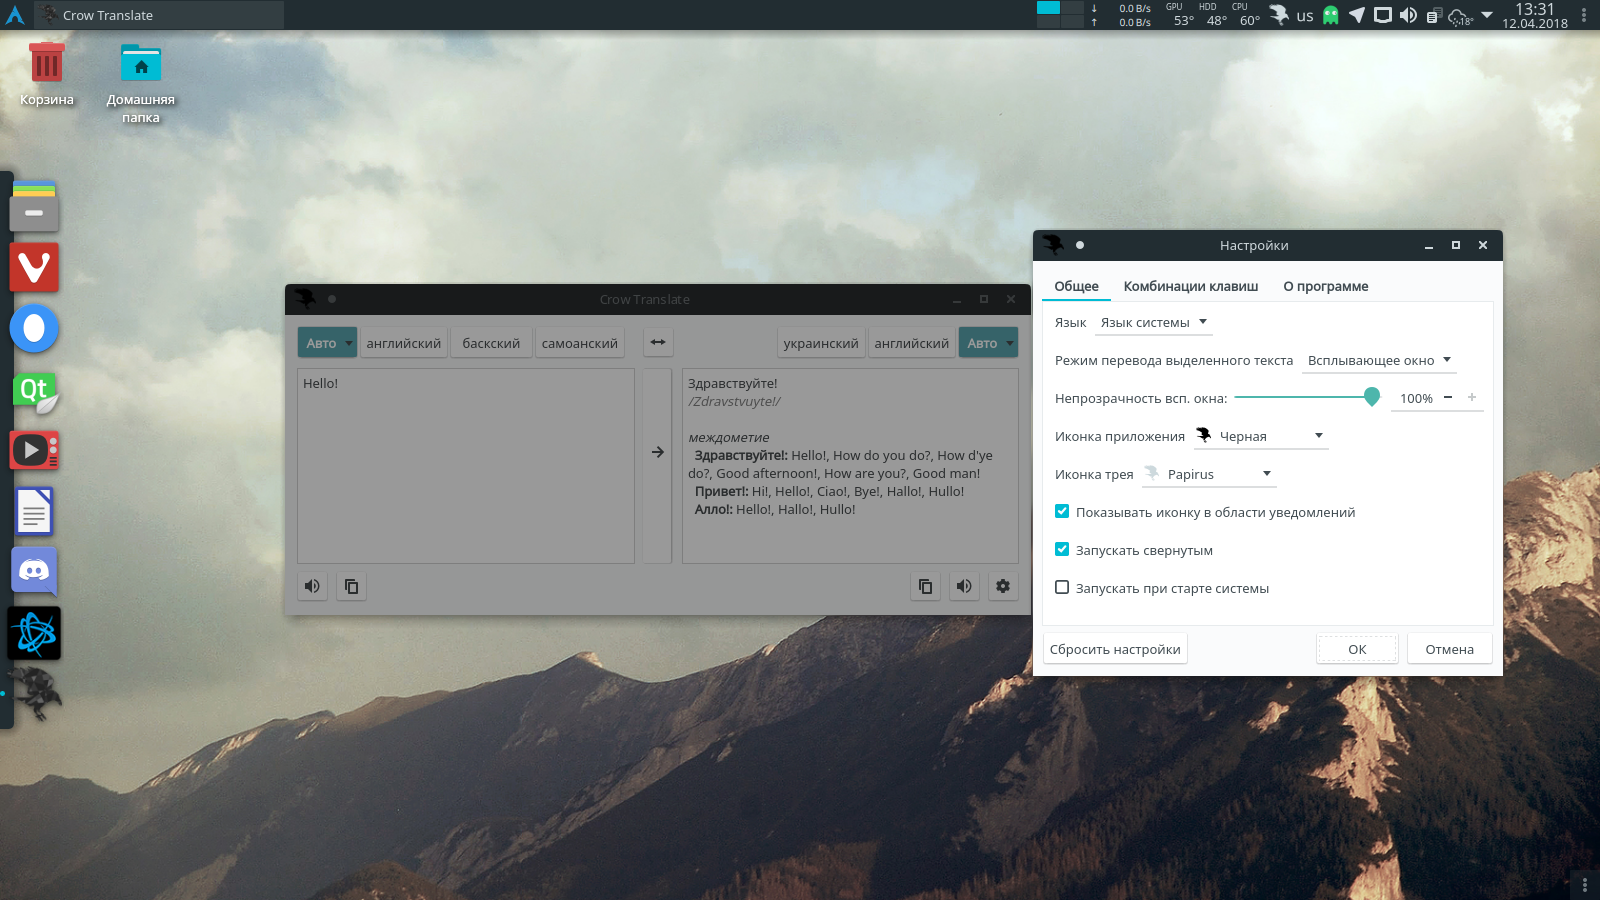 Crow Translate
0.0 B/s
0.0 B/s
GPU
53°
HDD
48°
CPU
60°
us
18°
13:31
12.04.2018
Корзина
Домашняя
папка
Qt
Crow Translate
Авто
английский
баскский
самоанский
украинский
английский
Авто
Hello!
Здравствуйте!
/Zdravstvuyte!/
междометие
Здравствуйте!: Hello!, How do you do?, How d'ye
do?, Good afternoon!, How are you?, Good man!
Привет!: Hi!, Hello!, Ciao!, Bye!, Hallo!, Hullo!
Алло!: Hello!, Hallo!, Hullo!
Настройки
Общее
Комбинации клавиш
О программе
Язык
Язык системы
Режим перевода выделенного текста
Всплывающее окно
Непрозрачность всп. окна:
100%
Иконка приложения
Черная
Иконка трея
Papirus
Показывать иконку в области уведомлений
Запускать свернутым
Запускать при старте системы
Сбросить настройки
ОК
Отмена